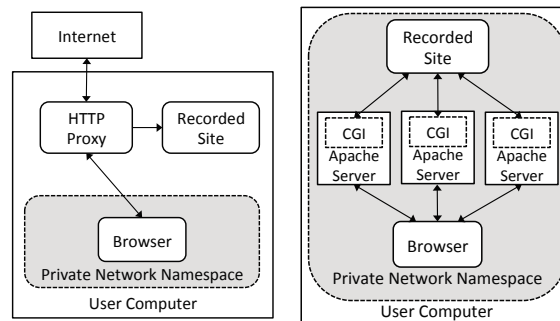 Internet
HTTP
Proxy
Recorded
Site
Browser
Private Network Namespace
User Computer
Recorded
Site
CGI
Apache
Server
CGI
Apache
Server
CGI
Apache
Server
Browser
Private Network Namespace
User Computer